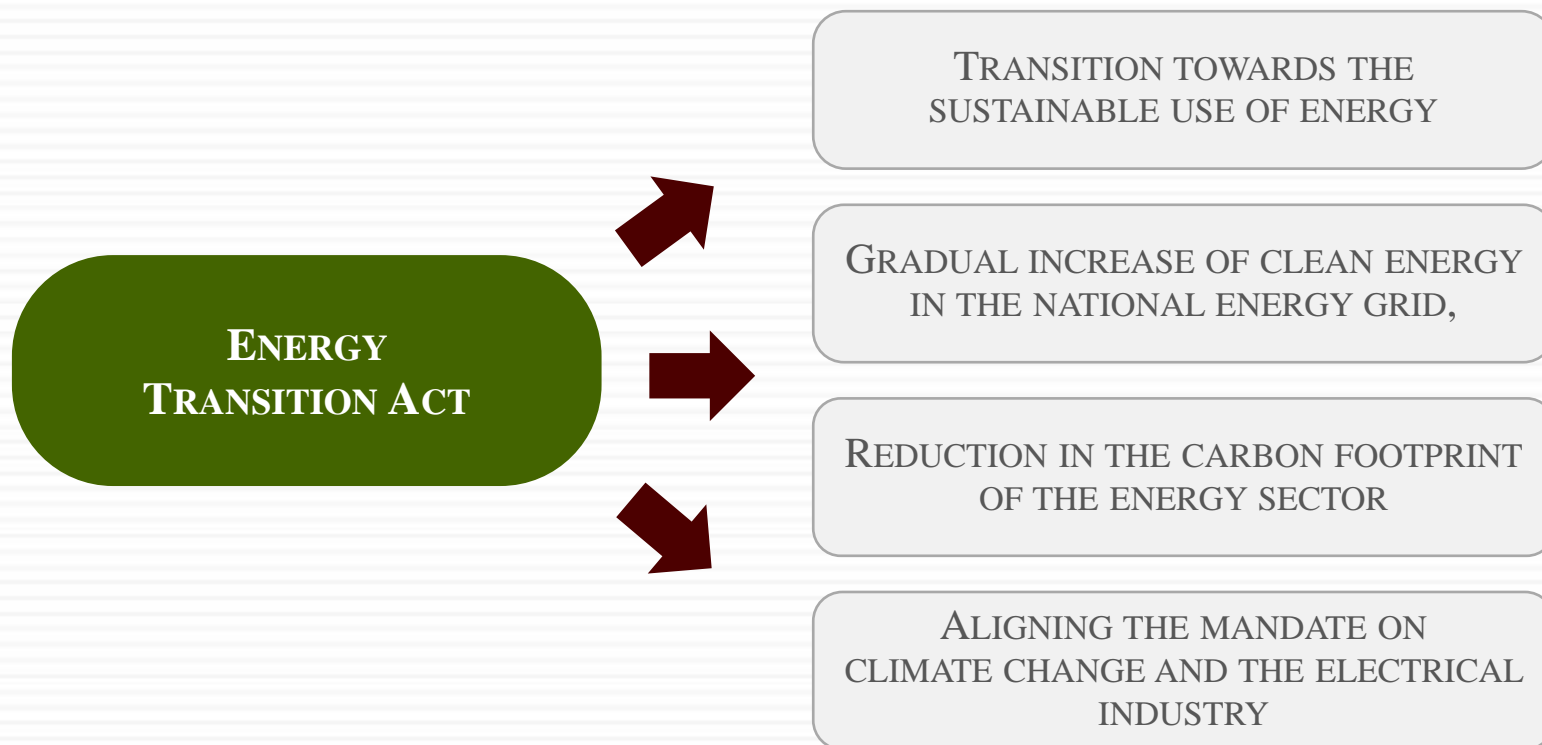 ENERGY
TRANSITION ACT
TRANSITION TOWARDS THE
SUSTAINABLE USE OF ENERGY
GRADUAL INCREASE OF CLEAN ENERGY
IN THE NATIONAL ENERGY GRID,
REDUCTION IN THE CARBON FOOTPRINT
OF THE ENERGY SECTOR
ALIGNING THE MANDATE ON
CLIMATE CHANGE AND THE ELECTRICAL
INDUSTRY